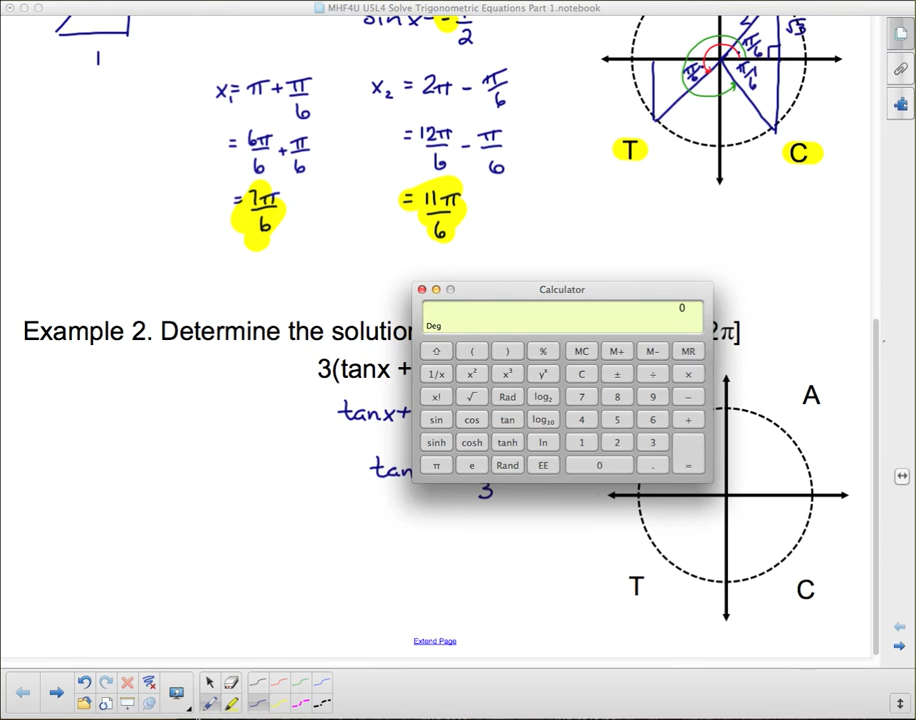 MHF4U U5L4 Solve Trigonometric Equations Part 1.notebook
1
sin x = -1/2
√3
π/6
π/6
π/6
x₁ = π + π/6
x₂ = 2π - π/6
= 6π/6 + π/6
= 12π/6 - π/6
T
C
= 7π/6
= 11π/6
Calculator
0
Deg
Example 2. Determine the solution
2π]
( ) % MC M+ M- MR
3(tanx +
1/x x² x³ yˣ C ± ÷ ×
A
x! √ Rad log₂ 7 8 9 −
tanx+
sin cos tan log₁₀ 4 5 6 +
sinh cosh tanh ln 1 2 3
tan
π e Rand EE 0 . =
3
T
C
Extend Page